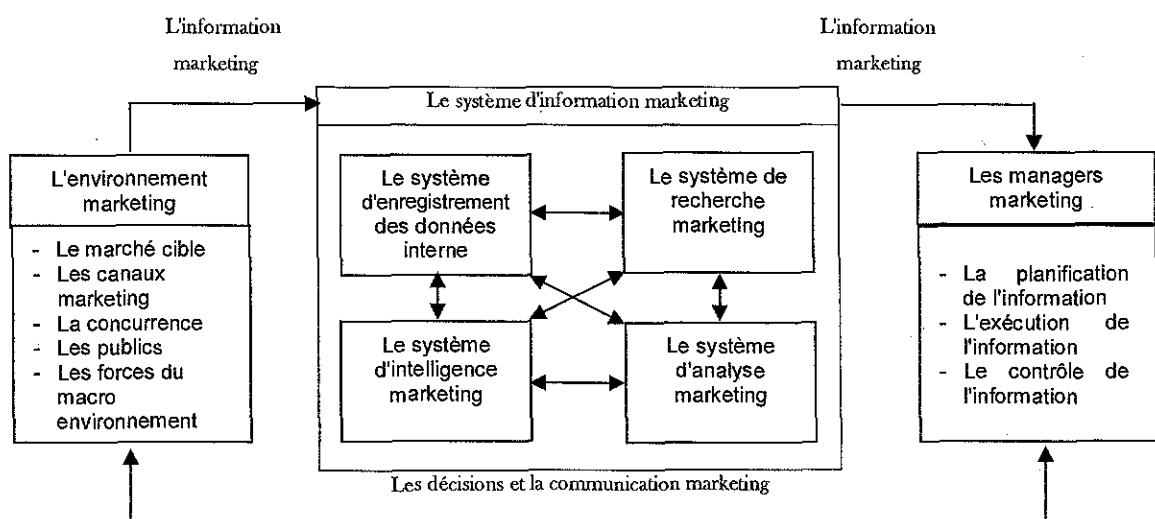 L'information
marketing
L'information
marketing
Le système d'information marketing
L'environnement
marketing
- Le marché cible
- Les canaux
marketing
- La concurrence
- Les publics
- Les forces du
macro
environnement
Le système
d'enregistrement
des données
interne
Le système de
recherche
marketing
Le système
d'intelligence
marketing
Le système
d'analyse
marketing
Les décisions et la communication marketing
Les managers
marketing
- La planification
de l'information
- L'exécution de
l'information
- Le contrôle de
l'information